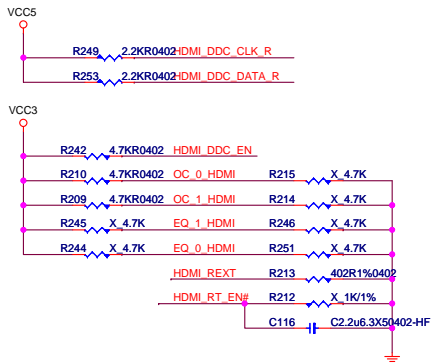 VCC5
R249 2.2KR0402 HDMI_DDC_CLK_R
R253 2.2KR0402 HDMI_DDC_DATA_R
VCC3
R242 4.7KR0402 HDMI_DDC_EN
R210 4.7KR0402 OC_0_HDMI R215 X_4.7K
R209 4.7KR0402 OC_1_HDMI R214 X_4.7K
R245 X_4.7K EQ_1_HDMI R246 X_4.7K
R244 X_4.7K EQ_0_HDMI R251 X_4.7K
HDMI_REXT R213 402R1%0402
HDMI_RT_EN# R212 X_1K/1%
C116 C2.2u6.3X50402-HF